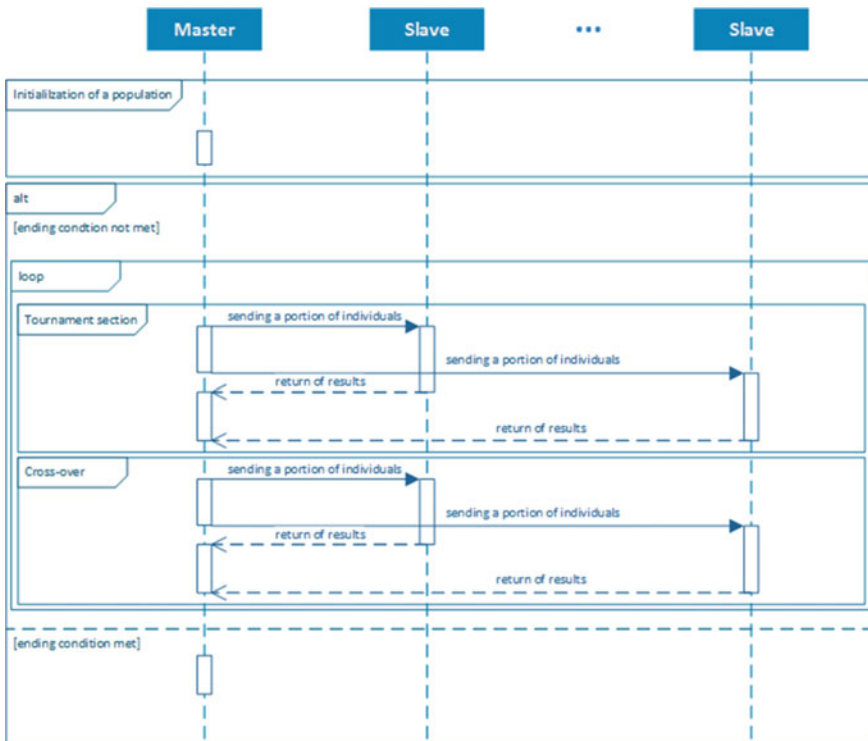 Master
Slave
...
Slave
Initialilzation of a population
alt
[ending condtion not met]
loop
Tournament section
sending a portion of individuals
sending a portion of individuals
return of results
return of results
Cross-over
sending a portion of individuals
sending a portion of individuals
return of results
return of results
[ending condition met]